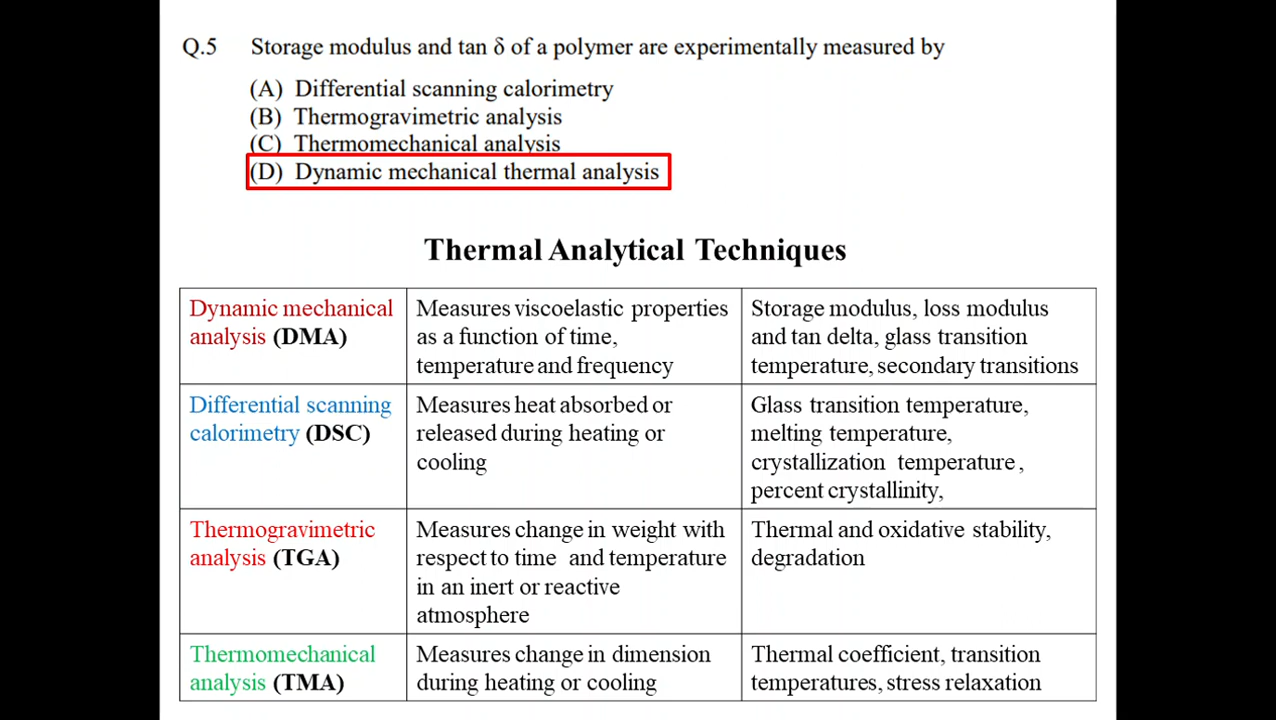 Q.5 Storage modulus and tan δ of a polymer are experimentally measured by
(A) Differential scanning calorimetry
(B) Thermogravimetric analysis
(C) Thermomechanical analysis
(D) Dynamic mechanical thermal analysis
Thermal Analytical Techniques
Dynamic mechanical
analysis (DMA)
Measures viscoelastic properties
as a function of time,
temperature and frequency
Storage modulus, loss modulus
and tan delta, glass transition
temperature, secondary transitions
Differential scanning
calorimetry (DSC)
Measures heat absorbed or
released during heating or
cooling
Glass transition temperature,
melting temperature,
crystallization temperature,
percent crystallinity,
Thermogravimetric
analysis (TGA)
Measures change in weight with
respect to time and temperature
in an inert or reactive
atmosphere
Thermal and oxidative stability,
degradation
Thermomechanical
analysis (TMA)
Measures change in dimension
during heating or cooling
Thermal coefficient, transition
temperatures, stress relaxation